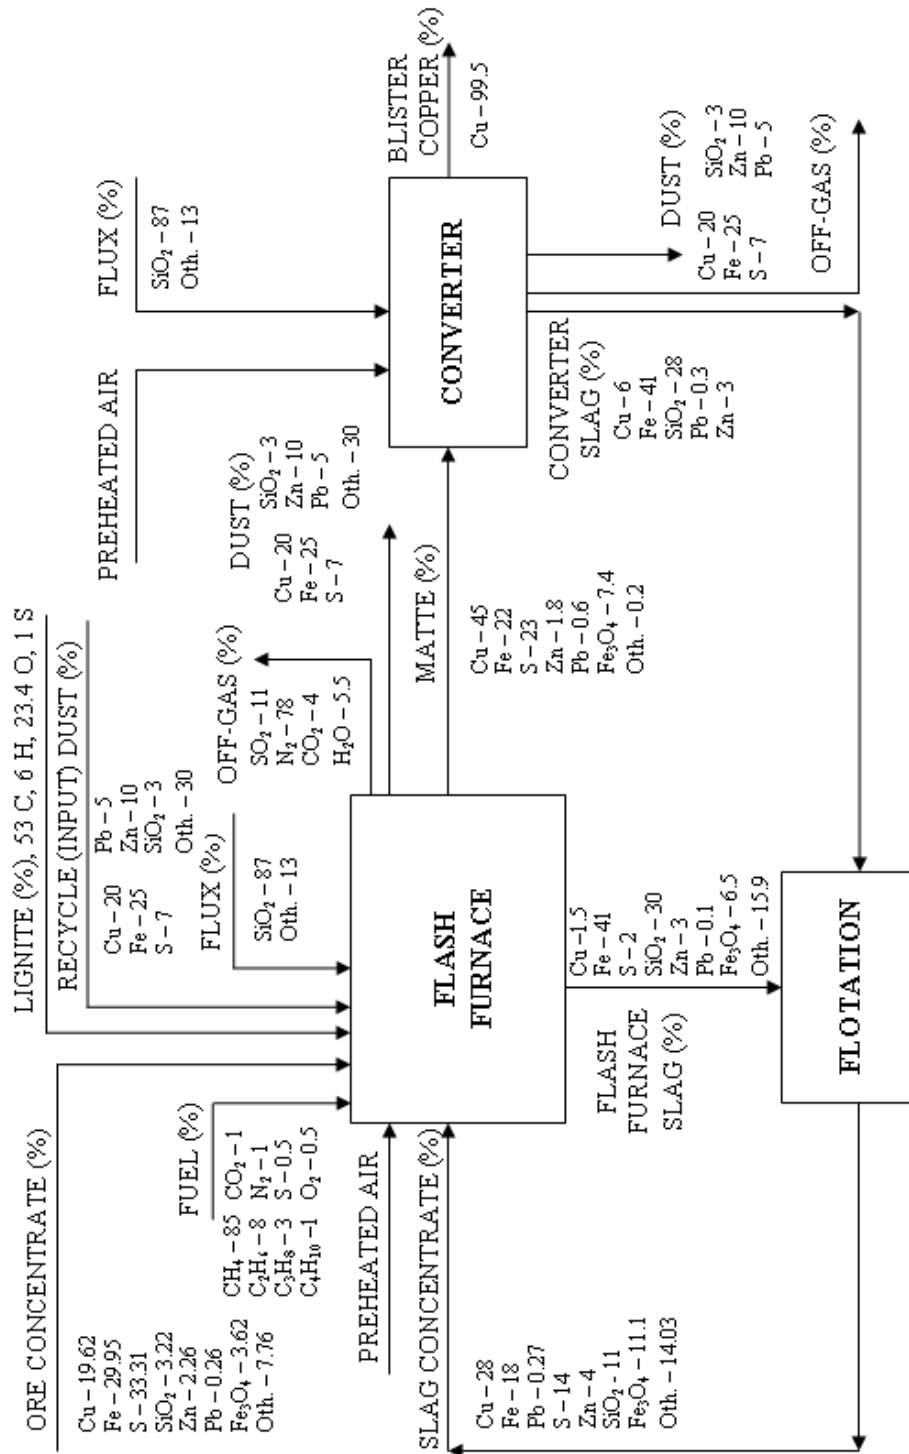 ORE CONCENTRATE (%)
Cu – 19.62
Fe – 29.95
S – 33.31
SiO₂ – 3.22
Zn – 2.26
Pb – 0.26
Fe₃O₄ – 3.62
Oth. – 7.76
LIGNITE (%), 53 C, 6 H, 23.4 O, 1 S
RECYCLE (INPUT) DUST (%)
Cu – 20
Fe – 25
S – 7
Pb – 5
Zn – 10
SiO₂ – 3
Oth. – 30
FUEL (%)
CH₄ – 85
C₂H₆ – 8
C₃H₈ – 3
C₄H₁₀ – 1
CO₂ – 1
N₂ – 1
S – 0.5
O₂ – 0.5
FLUX (%)
SiO₂ – 87
Oth. – 13
OFF-GAS (%)
SO₂ – 11
N₂ – 78
CO₂ – 4
H₂O – 5.5
DUST (%)
Cu – 20
Fe – 25
S – 7
SiO₂ – 3
Zn – 10
Pb – 5
Oth. – 30
PREHEATED AIR
FLUX (%)
SiO₂ – 87
Oth. – 13
PREHEATED AIR
SLAG CONCENTRATE (%)
Cu – 28
Fe – 18
Pb – 0.27
S – 14
Zn – 4
SiO₂ – 11
Fe₃O₄ – 11.1
Oth. – 14.03
FLASH
FURNACE
MATTE (%)
Cu – 45
Fe – 22
S – 23
Zn – 1.8
Pb – 0.6
Fe₃O₄ – 7.4
Oth. – 0.2
CONVERTER
BLISTER
COPPER (%)
Cu – 99.5
FLASH
FURNACE
SLAG (%)
Cu – 1.5
Fe – 41
S – 2
SiO₂ – 30
Zn – 3
Pb – 0.1
Fe₃O₄ – 6.5
Oth. – 15.9
CONVERTER
SLAG (%)
Cu – 6
Fe – 41
SiO₂ – 28
Pb – 0.3
Zn – 3
DUST (%)
Cu – 20
Fe – 25
S – 7
SiO₂ – 3
Zn – 10
Pb – 5
OFF-GAS (%)
FLOTATION